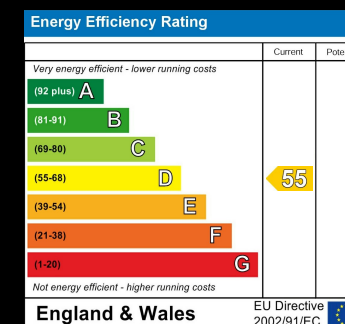 Energy Efficiency Rating
Current
Very energy efficient - lower running costs
(92 plus) A
(81-91) B
(69-80) C
(55-68) D
55
(39-54) E
(21-38) F
(1-20) G
Not energy efficient - higher running costs
England & Wales
EU Directive
2002/91/EC